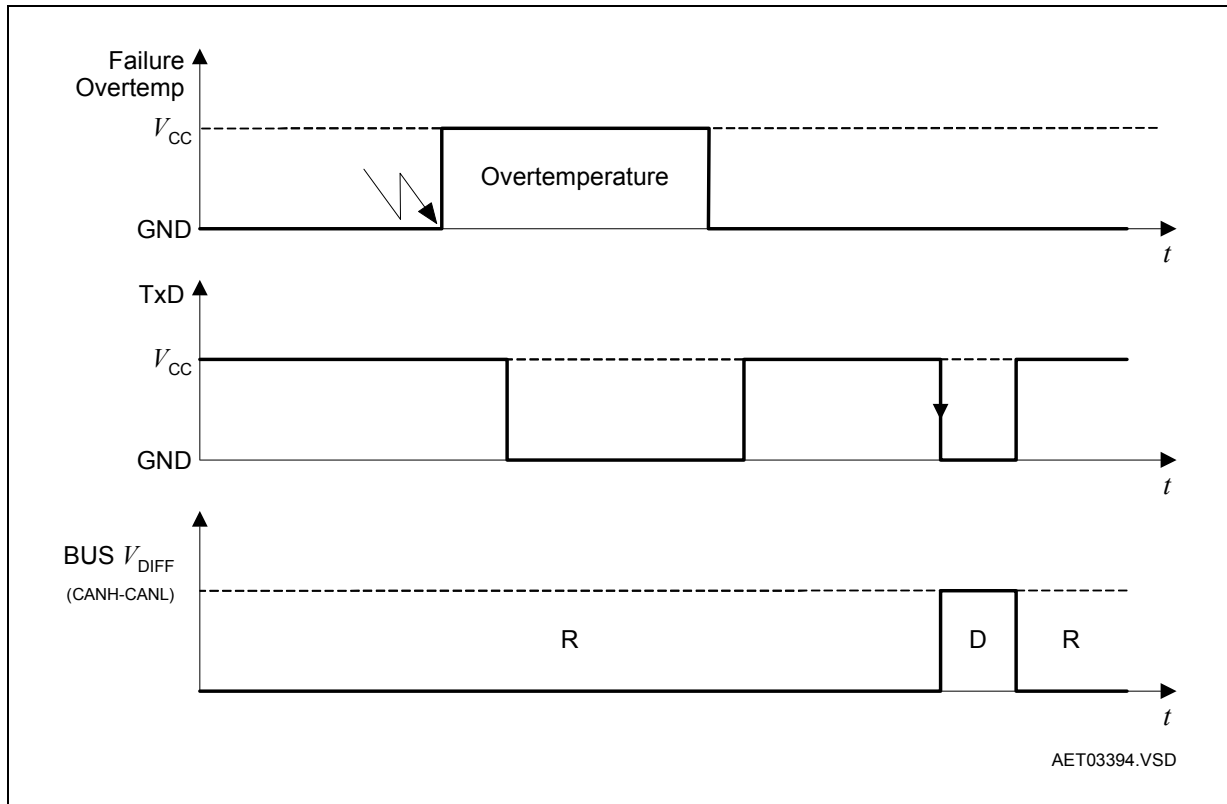 Failure
Overtemp
VCC
Overtemperature
GND
t
TxD
VCC
GND
t
BUS VDIFF
(CANH-CANL)
R
D
R
t
AET03394.VSD